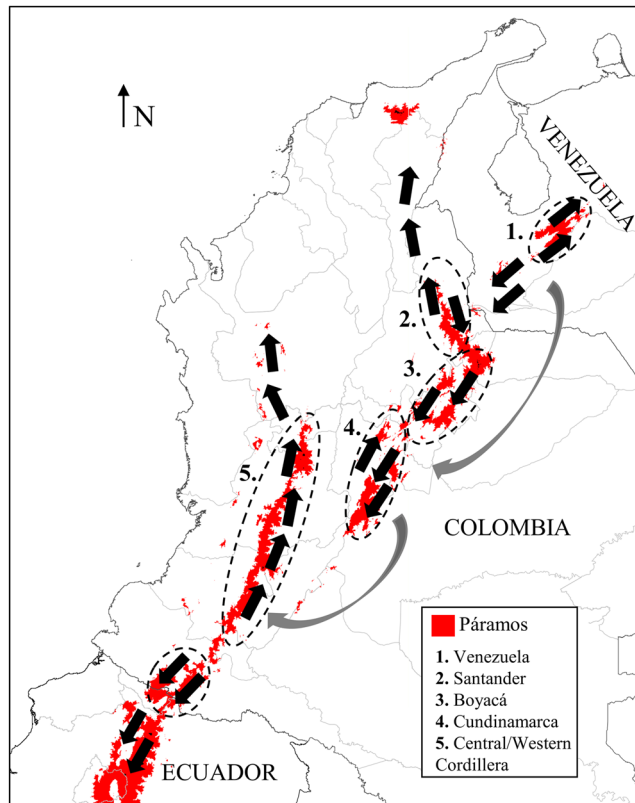 N
VENEZUELA
1.
2.
3.
4.
5.
COLOMBIA
ECUADOR
Páramos
1. Venezuela
2. Santander
3. Boyacá
4. Cundinamarca
5. Central/Western
Cordillera